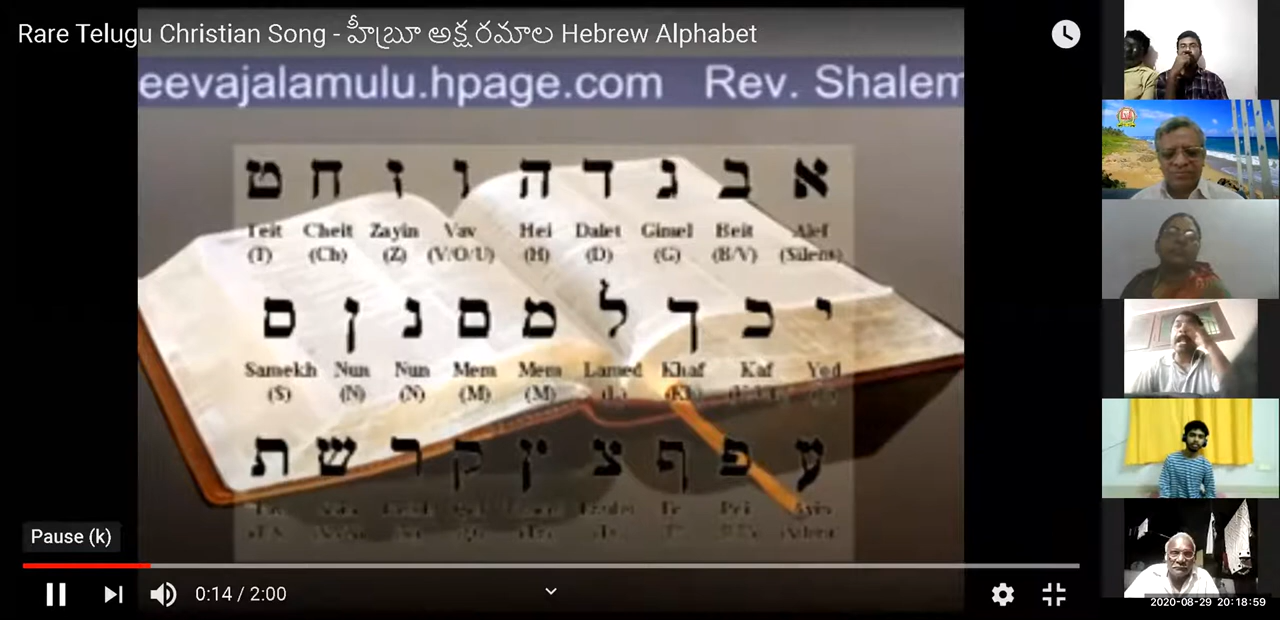 Rare Telugu Christian Song - హీబ్రూ అక్షరమాల Hebrew Alphabet
eevajalamulu.hpage.com Rev. Shalem
א ב ג ד ה ו ז ח ט
Teit Cheit Zayin Vav Hei Dalet Gimel Beit Alef
(T) (Ch) (Z) (V/O/U) (H) (D) (G) (B/V) (Silent)
י כ ך ל מ ם נ ן ס
Samekh Nun Nun Mem Mem Lamed Khaf Kaf Yod
(S) (N) (N) (M) (M) (L) (Kh)
ע פ ף צ ץ ק ר ש ת
Pause (k)
0:14 / 2:00
2020-08-29 20:18:59